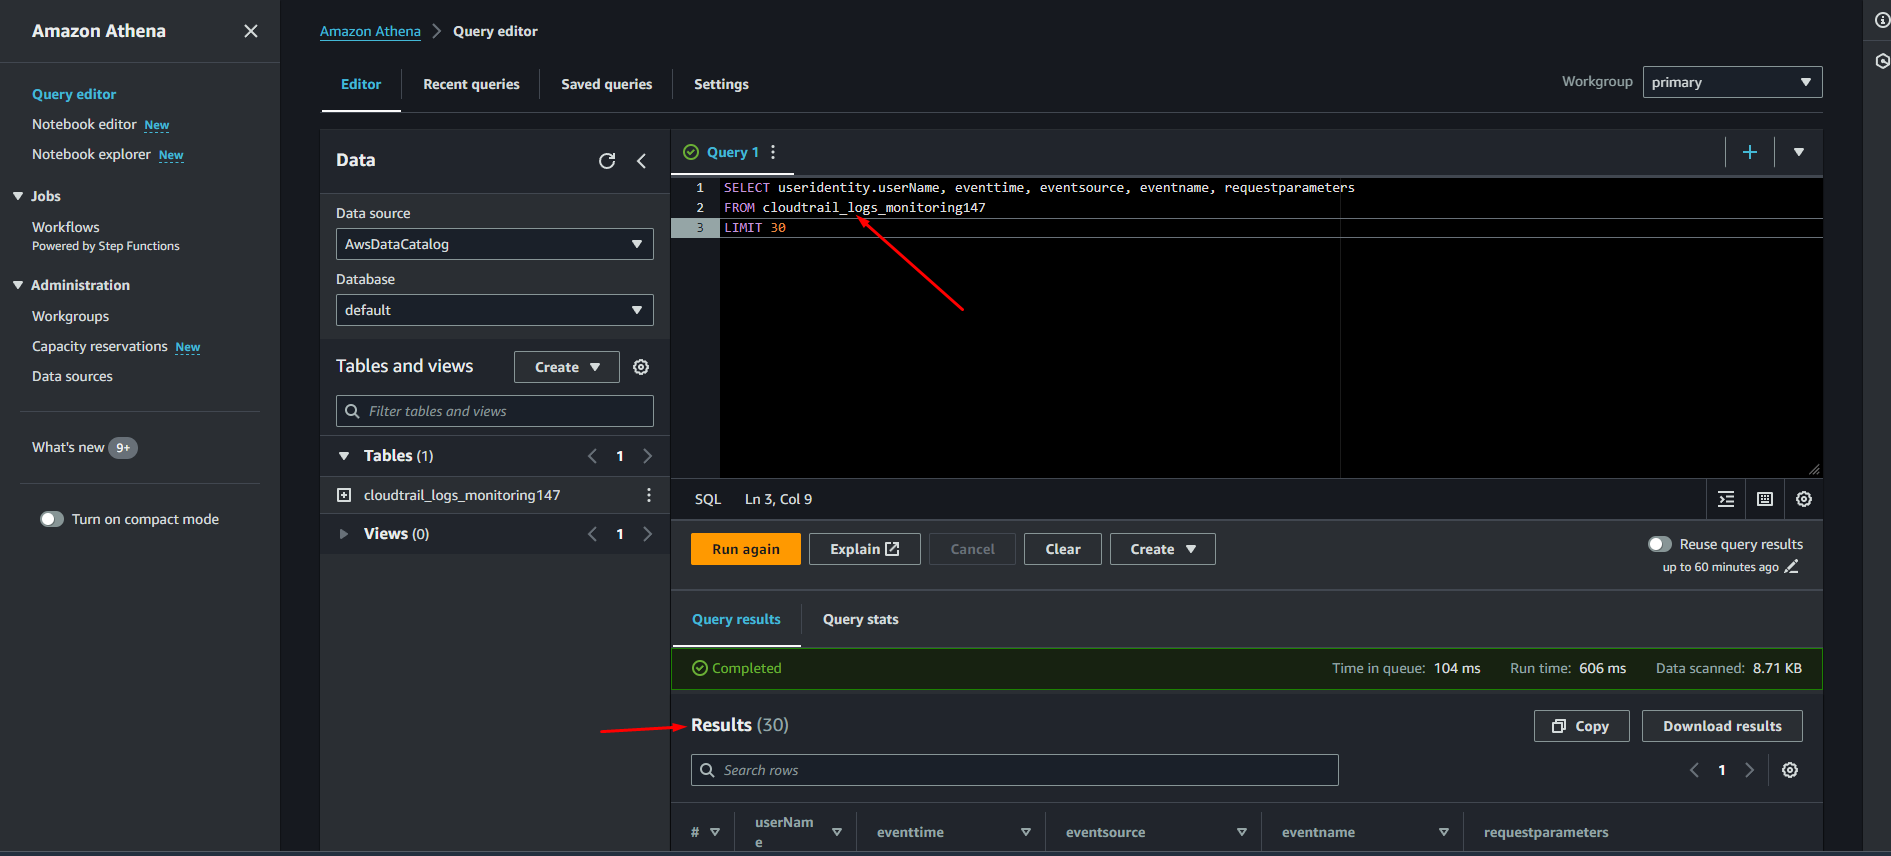 Amazon Athena
Query editor
Notebook editor New
Notebook explorer New
Jobs
Workflows
Powered by Step Functions
Administration
Workgroups
Capacity reservations New
Data sources
What's new 9+
Turn on compact mode
Amazon Athena > Query editor
Editor
Recent queries
Saved queries
Settings
Workgroup primary
Data
Data source
AwsDataCatalog
Database
default
Tables and views Create
Filter tables and views
Tables (1) 1
cloudtrail_logs_monitoring147
Views (0) 1
Query 1
1 SELECT useridentity.userName, eventtime, eventsource, eventname, requestparameters
2 FROM cloudtrail_logs_monitoring147
3 LIMIT 30
SQL Ln 3, Col 9
Run again
Explain
Cancel
Clear
Create
Reuse query results
up to 60 minutes ago
Query results
Query stats
Completed
Time in queue: 104 ms Run time: 606 ms Data scanned: 8.71 KB
Results (30)
Copy
Download results
Search rows
1
# userNam
e
eventtime
eventsource
eventname
requestparameters